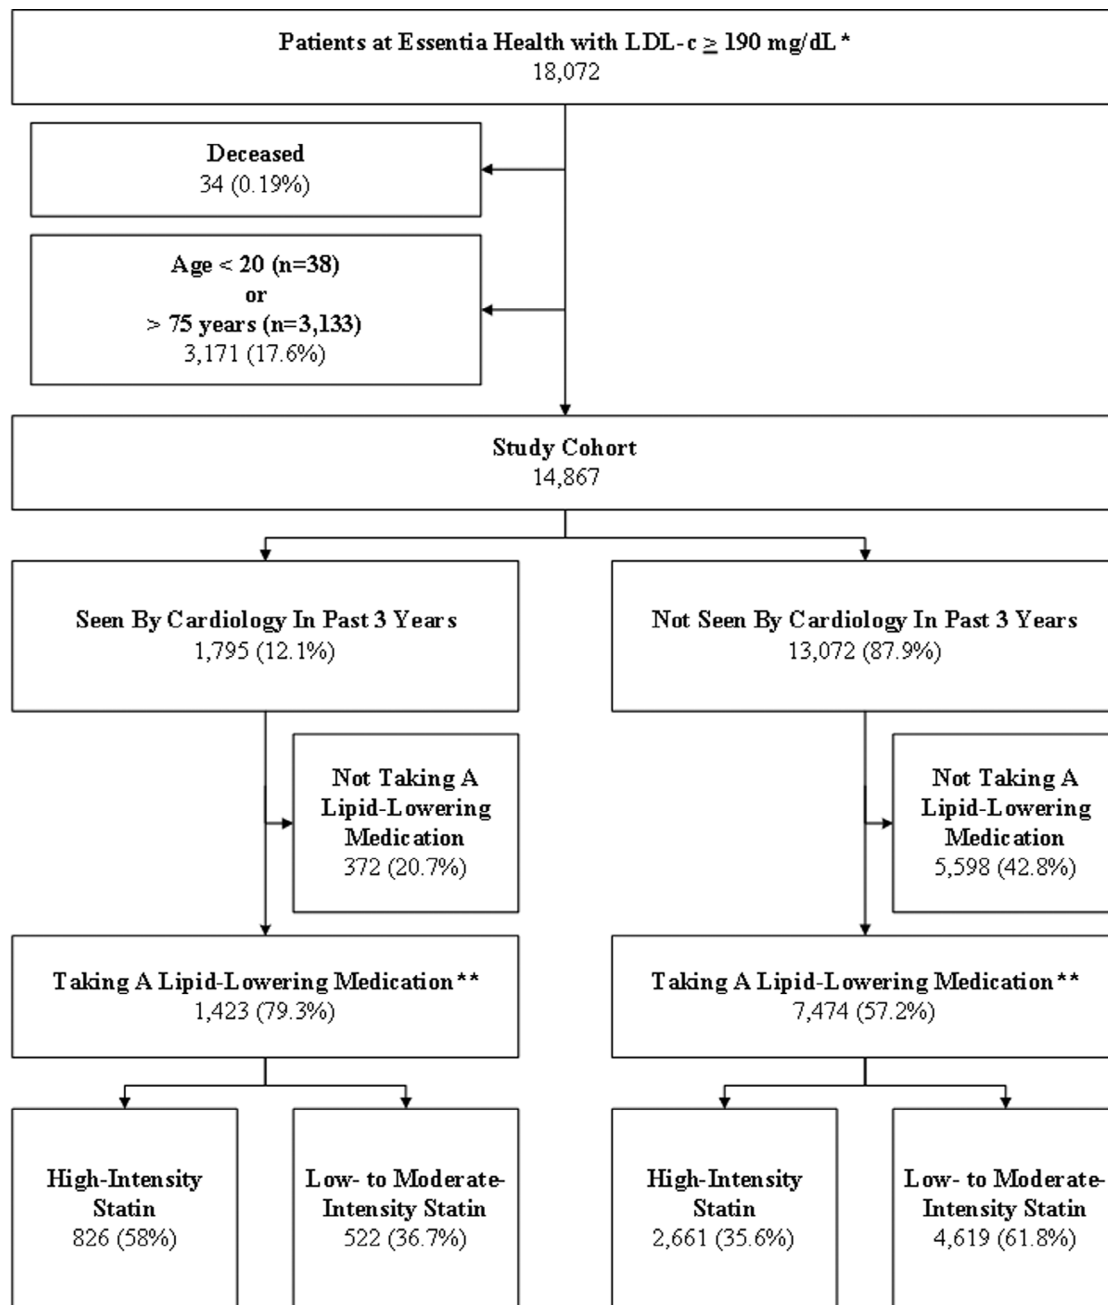 Patients at Essentia Health with LDL-c ≥ 190 mg/dL*
18,072
Deceased
34 (0.19%)
Age < 20 (n=38)
or
> 75 years (n=3,133)
3,171 (17.6%)
Study Cohort
14,867
Seen By Cardiology In Past 3 Years
1,795 (12.1%)
Not Seen By Cardiology In Past 3 Years
13,072 (87.9%)
Not Taking A
Lipid-Lowering
Medication
372 (20.7%)
Not Taking A
Lipid-Lowering
Medication
5,598 (42.8%)
Taking A Lipid-Lowering Medication**
1,423 (79.3%)
Taking A Lipid-Lowering Medication**
7,474 (57.2%)
High-Intensity
Statin
826 (58%)
Low- to Moderate-
Intensity Statin
522 (36.7%)
High-Intensity
Statin
2,661 (35.6%)
Low- to Moderate-
Intensity Statin
4,619 (61.8%)